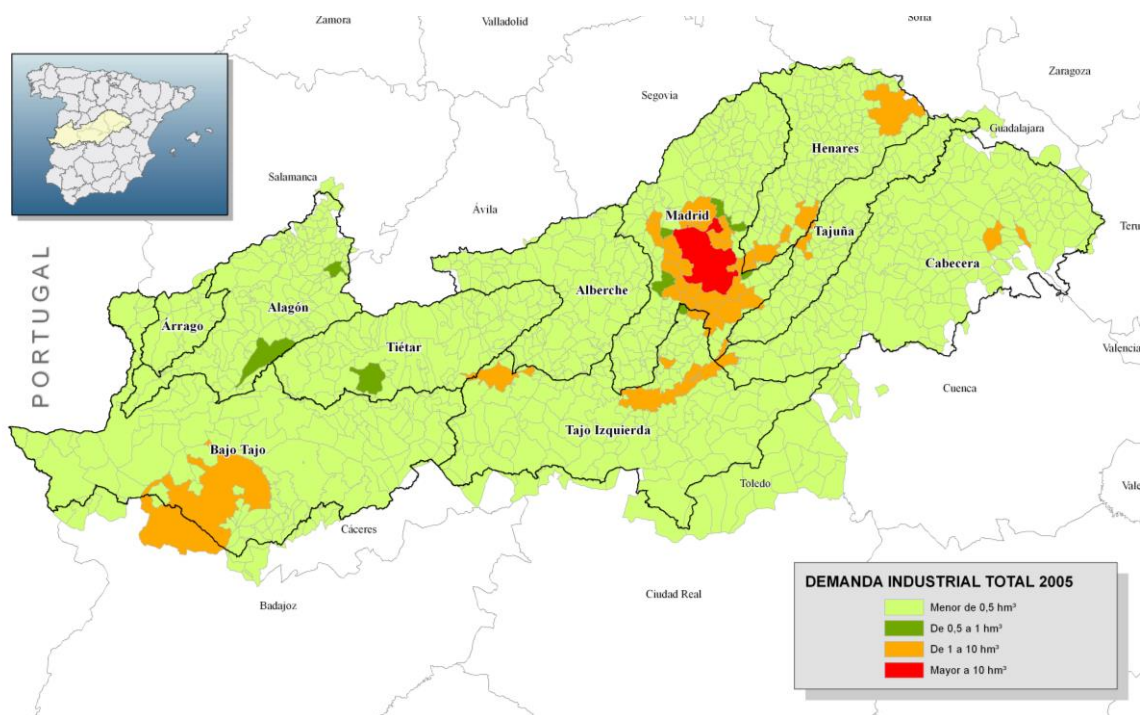 Zamora
Valladolid
Soria
Zaragoza
Segovia
Guadalajara
Henares
Salamanca
Ávila
Madrid
Tajuña
Teru
PORTUGAL
Cabecera
Alberche
Alagón
Árrago
Tiétar
Valencia
Cuenca
Tajo Izquierda
Bajo Tajo
Toledo
Vale
Cáceres
DEMANDA INDUSTRIAL TOTAL 2005
Menor de 0,5 hm³
De 0,5 a 1 hm³
De 1 a 10 hm³
Mayor a 10 hm³
Ciudad Real
Badajoz